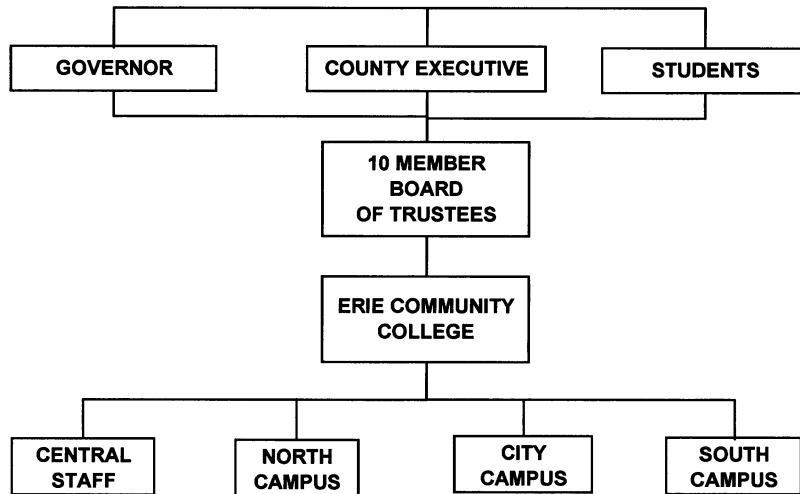 GOVERNOR
COUNTY EXECUTIVE
STUDENTS
10 MEMBER
BOARD
OF TRUSTEES
ERIE COMMUNITY
COLLEGE
CENTRAL
STAFF
NORTH
CAMPUS
CITY
CAMPUS
SOUTH
CAMPUS